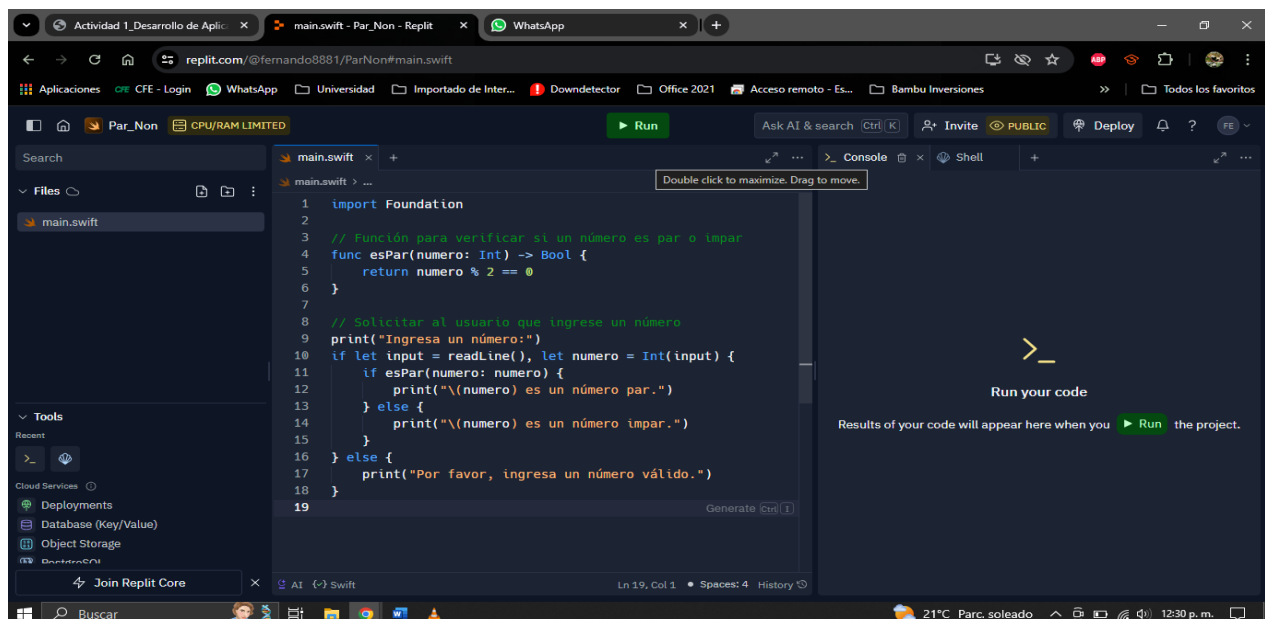 Actividad 1_Desarrollo de Aplic
main.swift - Par_Non - Replit
WhatsApp
replit.com/@fernando8881/ParNon#main.swift
ABP
Aplicaciones
CFE CFE - Login
WhatsApp
Universidad
Importado de Inter...
Downdetector
Office 2021
Acceso remoto - Es...
Bambu Inversiones
»
Todos los favoritos
Par_Non
CPU/RAM LIMITED
Run
Ask AI & search Ctrl K
Invite
PUBLIC
Deploy
?
FE
Search
Files
main.swift
Tools
Recent
Cloud Services
Deployments
Database (Key/Value)
Object Storage
PostgreSQL
Join Replit Core
main.swift
main.swift > ...
Double click to maximize. Drag to move.
1 import Foundation
2
3 // Función para verificar si un número es par o impar
4 func esPar(numero: Int) -> Bool {
5 return numero % 2 == 0
6 }
7
8 // Solicitar al usuario que ingrese un número
9 print("Ingresa un número:")
10 if let input = readLine(), let numero = Int(input) {
11 if esPar(numero: numero) {
12 print("\(numero) es un número par.")
13 } else {
14 print("\(numero) es un número impar.")
15 }
16 } else {
17 print("Por favor, ingresa un número válido.")
18 }
19
Generate Ctrl I
AI {} Swift
Ln 19, Col 1 • Spaces: 4 History
>_ Console
Shell
>_
Run your code
Results of your code will appear here when you Run the project.
Buscar
21°C Parc. soleado
12:30 p. m.